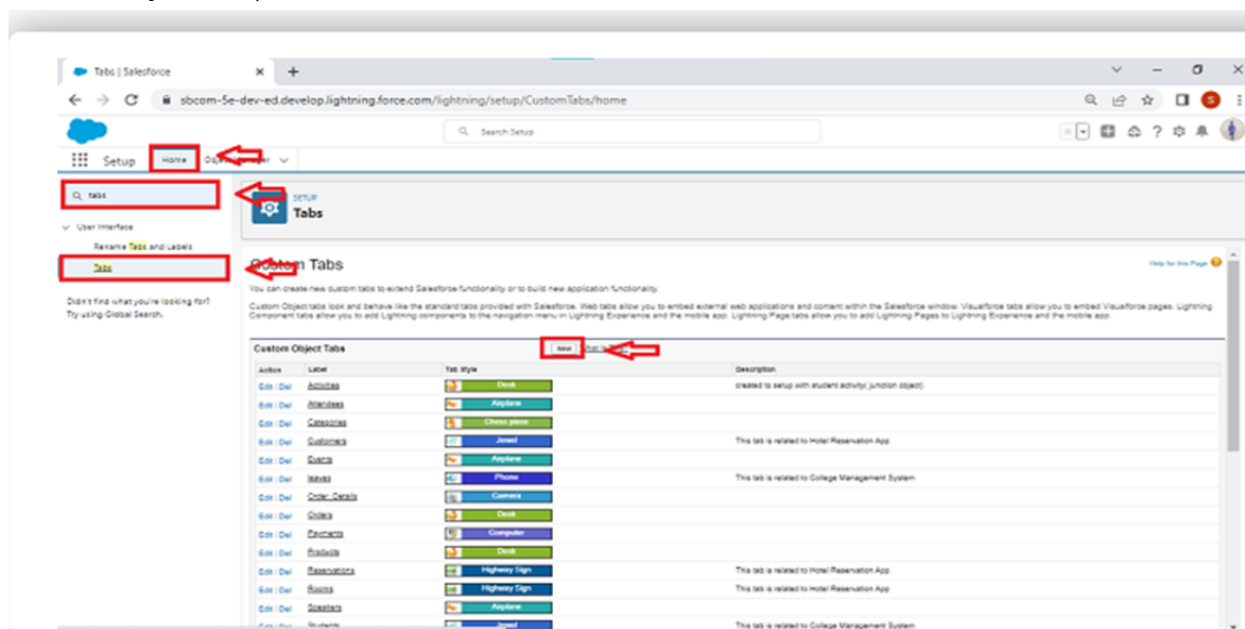 Tabs | Salesforce
sbcom-5e-dev-ed.develop.lightning.force.com/lightning/setup/CustomTabs/home
Search Setup
Setup Home
tabs
SETUP
Tabs
User Interface
Rename Tabs and Labels
Tabs
Didn't find what you're looking for?
Try using Global Search.
Custom Tabs
Help for this Page
You can create new custom tabs to extend Salesforce functionality or to build new application functionality.
Custom Object tabs look and behave like the standard tabs provided with Salesforce. Web tabs allow you to embed external web applications and content within the Salesforce window. Visualforce tabs allow you to embed Visualforce pages. Lightning
Component tabs allow you to add Lightning components to the navigation menu in Lightning Experience and the mobile app. Lightning Page tabs allow you to add Lightning Pages to Lightning Experience and the mobile app.
Custom Object Tabs New What Is
Action Label Tab Style Description
Edit | Del Activities Desk created to setup with student activity( junction object)
Edit | Del Attendees Airplane
Edit | Del Categories Chess piece
Edit | Del Customers Jewel This tab is related to Hotel Reservation App
Edit | Del Events Airplane
Edit | Del leaves Phone This tab is related to College Management System
Edit | Del Order Details Camera
Edit | Del Orders Desk
Edit | Del Payments Computer
Edit | Del Products Desk
Edit | Del Reservations Highway Sign This tab is related to Hotel Reservation App
Edit | Del Rooms Highway Sign This tab is related to Hotel Reservation App
Edit | Del Speakers Airplane
Edit | Del Students Jewel This tab is related to College Management System